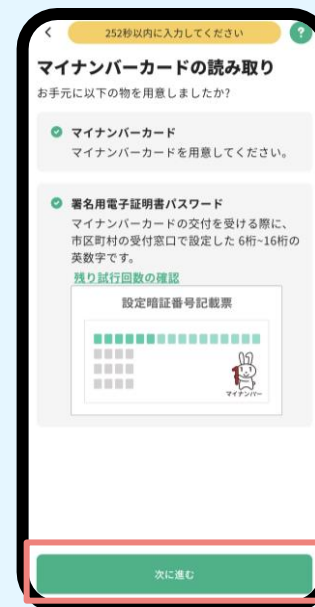 252秒以内に入力してください
?
マイナンバーカードの読み取り
お手元に以下の物を用意しましたか?
マイナンバーカード
マイナンバーカードを用意してください。
署名用電子証明書パスワード
マイナンバーカードの交付を受ける際に、
市区町村の受付窓口で設定した 6桁~16桁の
英数字です。
残り試行回数の確認
設定暗証番号記載票
マイナンバー
次に進む